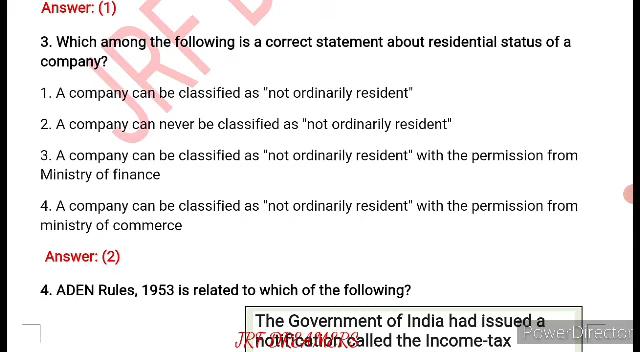 Answer: (1)
3. Which among the following is a correct statement about residential status of a
company?
1. A company can be classified as "not ordinarily resident"
2. A company can never be classified as "not ordinarily resident"
3. A company can be classified as "not ordinarily resident" with the permission from
Ministry of finance
4. A company can be classified as "not ordinarily resident" with the permission from
ministry of commerce
Answer: (2)
4. ADEN Rules, 1953 is related to which of the following?
The Government of India had issued a
notification called the Income-tax
JRF DREAMERS
PowerDirector
JRF